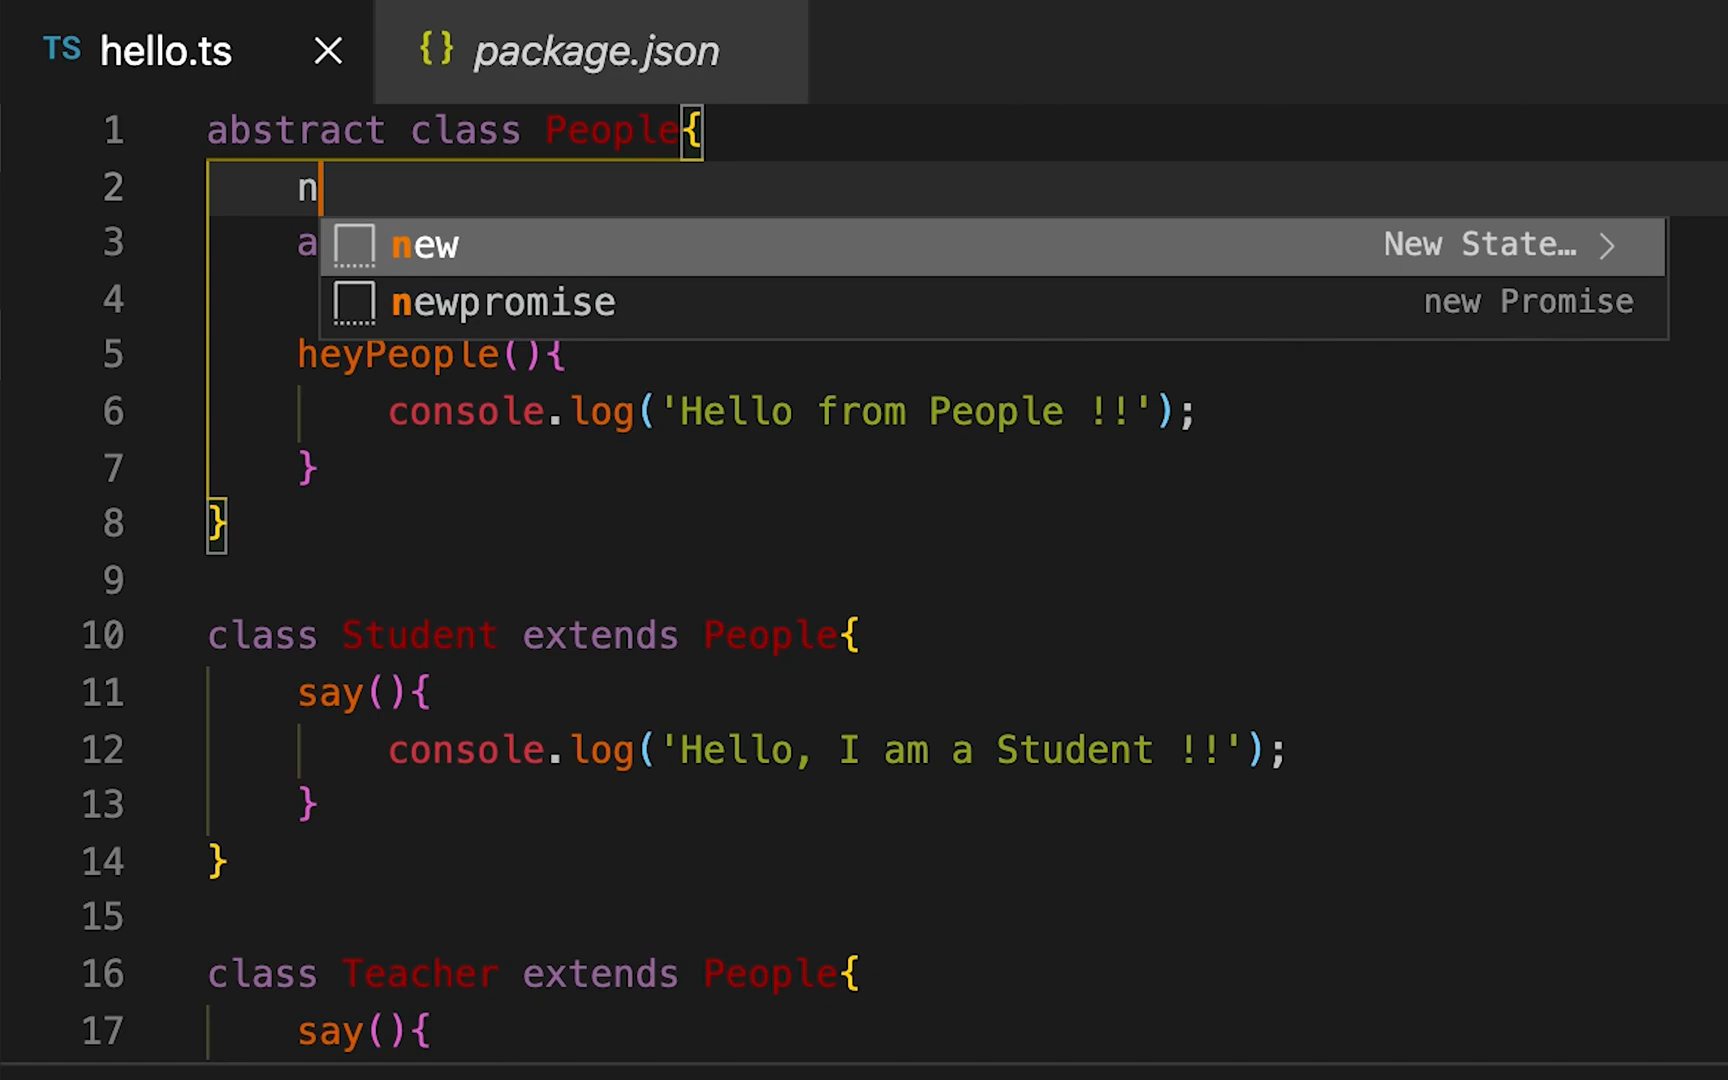 TS hello.ts × {} package.json
1 abstract class People{
2 n
new New State… >
3 a
newpromise new Promise
4
5 heyPeople(){
6 console.log('Hello from People !!');
7 }
8 }
9
10 class Student extends People{
11 say(){
12 console.log('Hello, I am a Student !!');
13 }
14 }
15
16 class Teacher extends People{
17 say(){